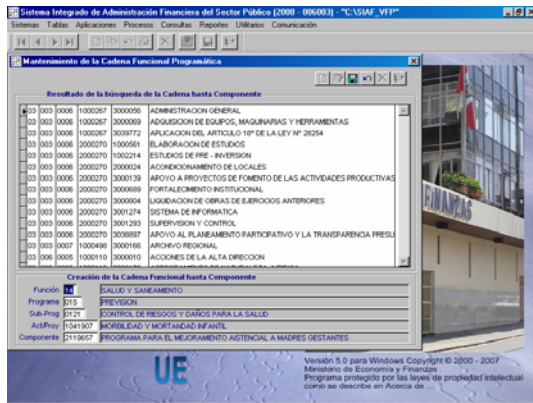 Sistema Integrado de Administración Financiera del Sector Público (2008 - 006003) - "C:\SIAF_VFP"
Sistemas Tablas Aplicaciones Procesos Consultas Reportes Utilitarios Comunicación
Mantenimiento de la Cadena Funcional Programática
Resultado de la búsqueda de la Cadena hasta Componente
03 003 0006 1000267 3000056 ADMINISTRACION GENERAL
03 003 0006 1000267 3000069 ADQUISICION DE EQUIPOS, MAQUINARIAS Y HERRAMIENTAS
03 003 0006 1000267 3039772 APLICACION DEL ARTICULO 18º DE LA LEY Nº 28254
03 003 0006 2000270 1000561 ELABORACION DE ESTUDIOS
03 003 0006 2000270 1002214 ESTUDIOS DE PRE - INVERSION
03 003 0006 2000270 2000024 ACONDICIONAMIENTO DE LOCALES
03 003 0006 2000270 3000139 APOYO A PROYECTOS DE FOMENTO DE LAS ACTIVIDADES PRODUCTIVAS
03 003 0006 2000270 3000689 FORTALECIMIENTO INSTITUCIONAL
03 003 0006 2000270 3000804 LIQUIDACION DE OBRAS DE EJERCICIOS ANTERIORES
03 003 0006 2000270 3001274 SISTEMA DE INFORMATICA
03 003 0006 2000270 3001293 SUPERVISION Y CONTROL
03 003 0006 2000270 3038697 APOYO AL PLANEAMIENTO PARTICIPATIVO Y LA TRANSPARENCIA PRESU
03 003 0007 1000498 3000166 ARCHIVO REGIONAL
03 006 0005 1000110 3000010 ACCIONES DE LA ALTA DIRECCION
Creación de la Cadena Funcional hasta Componente
Función 14 SALUD Y SANEAMIENTO
Programa 015 PREVISION
Sub-Prog 0121 CONTROL DE RIESGOS Y DAÑOS PARA LA SALUD
Act/Proy 1041907 MORBILIDAD Y MORTANDAD INFANTIL
Componente 2119657 PROGRAMA PARA EL MEJORAMIENTO AISTENCIAL A MADRES GESTANTES
FINANZAS
UE
Versión 5.0 para Windows Copyright © 2000 - 2007
Ministerio de Economía y Finanzas
Programa protegido por las leyes de propiedad intelectual
como se describe en Acerca de ...